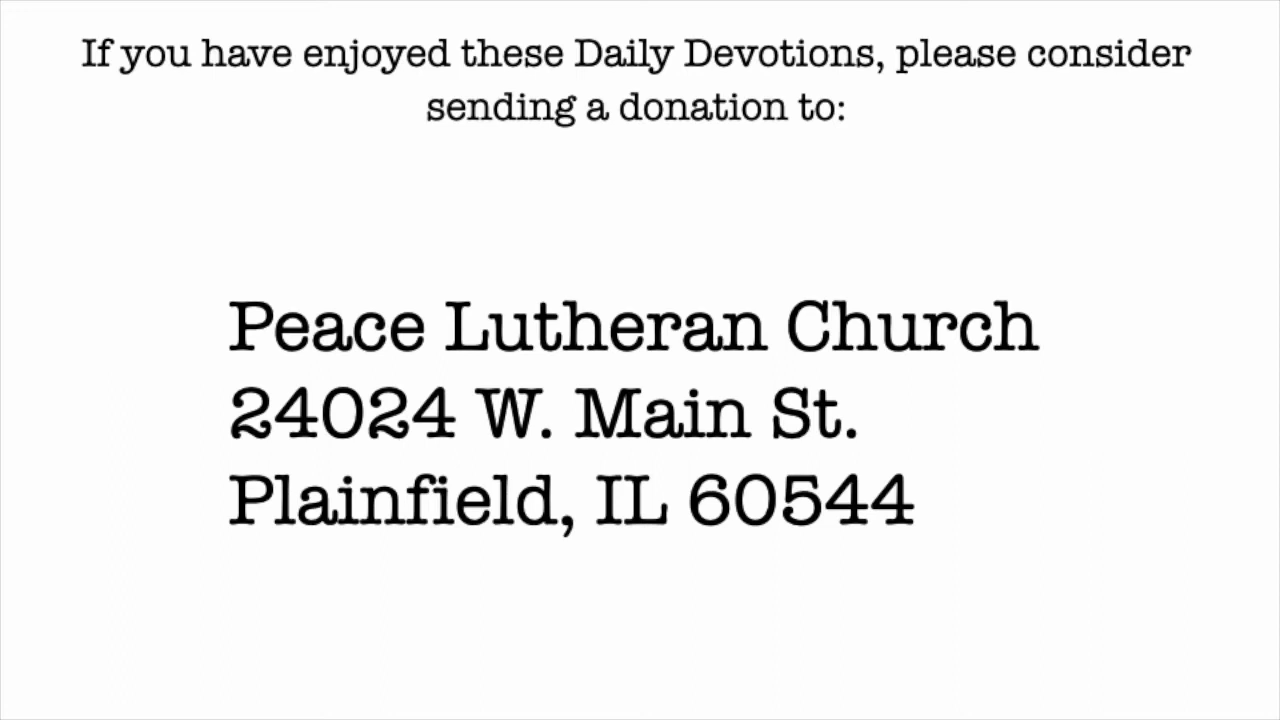 If you have enjoyed these Daily Devotions, please consider
sending a donation to:
Peace Lutheran Church
24024 W. Main St.
Plainfield, IL 60544